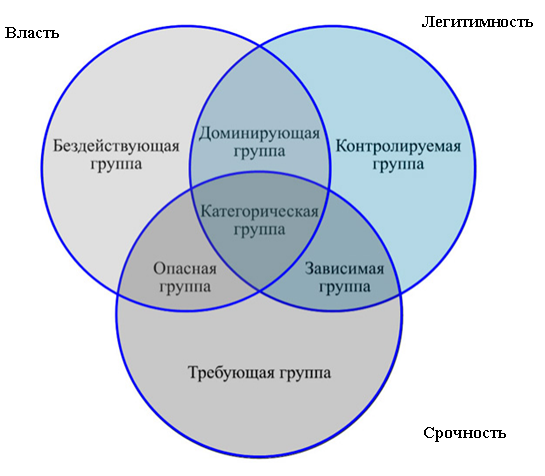 Легитимность
Власть
Доминирующая
группа
Бездействующая
группа
Контролируемая
группа
Категорическая
группа
Опасная
группа
Зависимая
группа
Требующая группа
Срочность